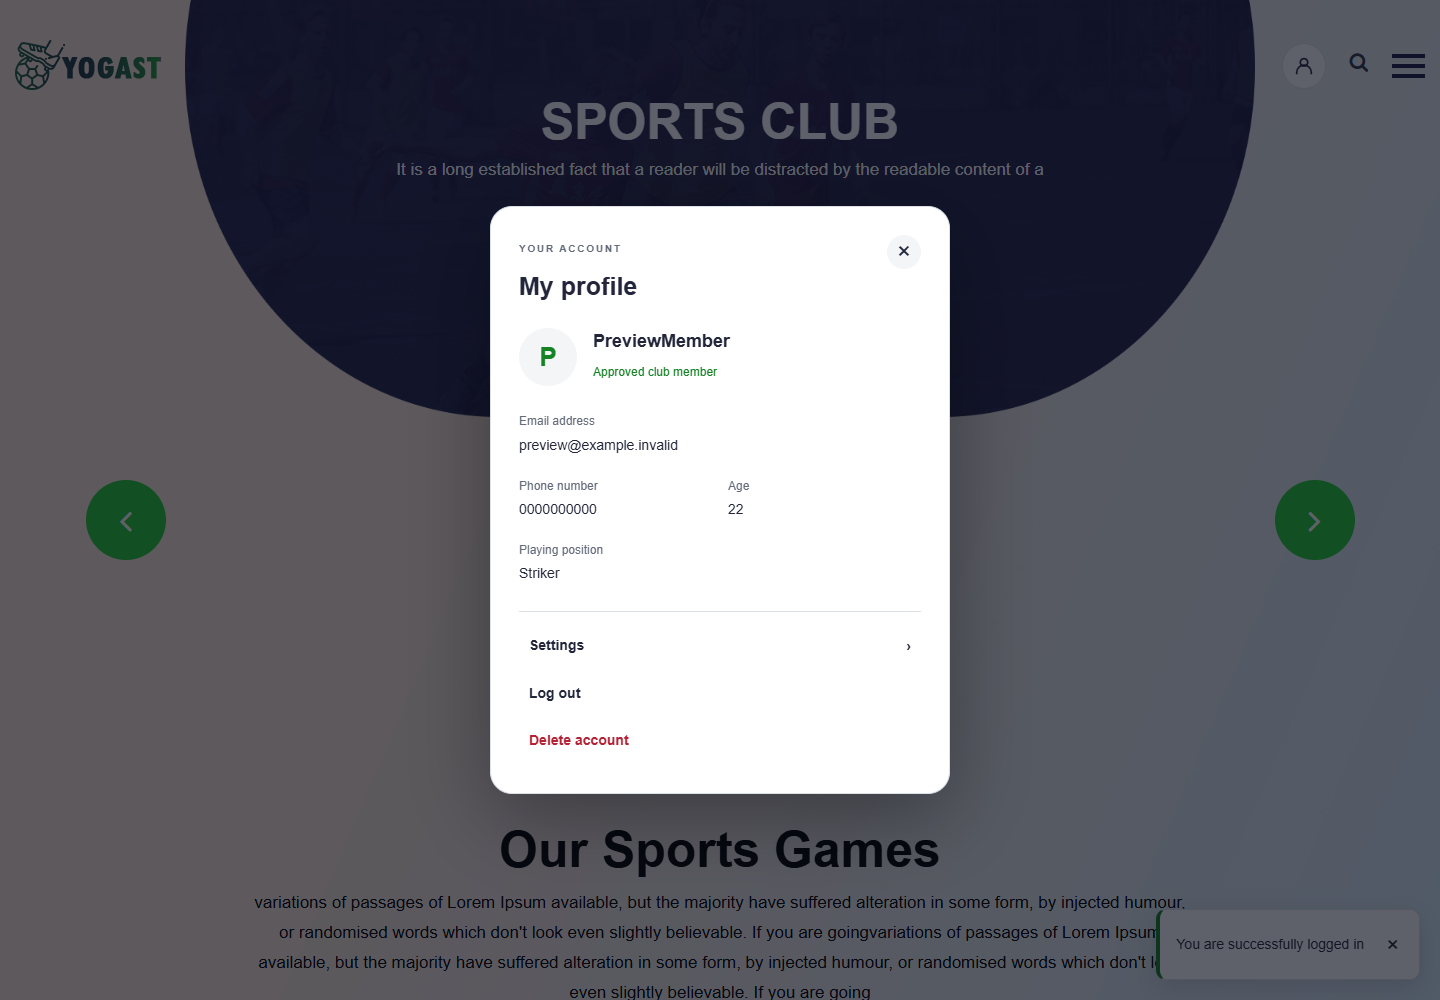 YOGAST
SPORTS CLUB
It is a long established fact that a reader will be distracted by the readable content of a
YOUR ACCOUNT
My profile
P
PreviewMember
Approved club member
Email address
preview@example.invalid
Phone number
0000000000
Age
22
Playing position
Striker
Settings
Log out
Delete account
Our Sports Games
variations of passages of Lorem Ipsum available, but the majority have suffered alteration in some form, by injected humour,
or randomised words which don't look even slightly believable. If you are goingvariations of passages of Lorem Ipsum
available, but the majority have suffered alteration in some form, by injected humour, or randomised words which don't
even slightly believable. If you are going
You are successfully logged in